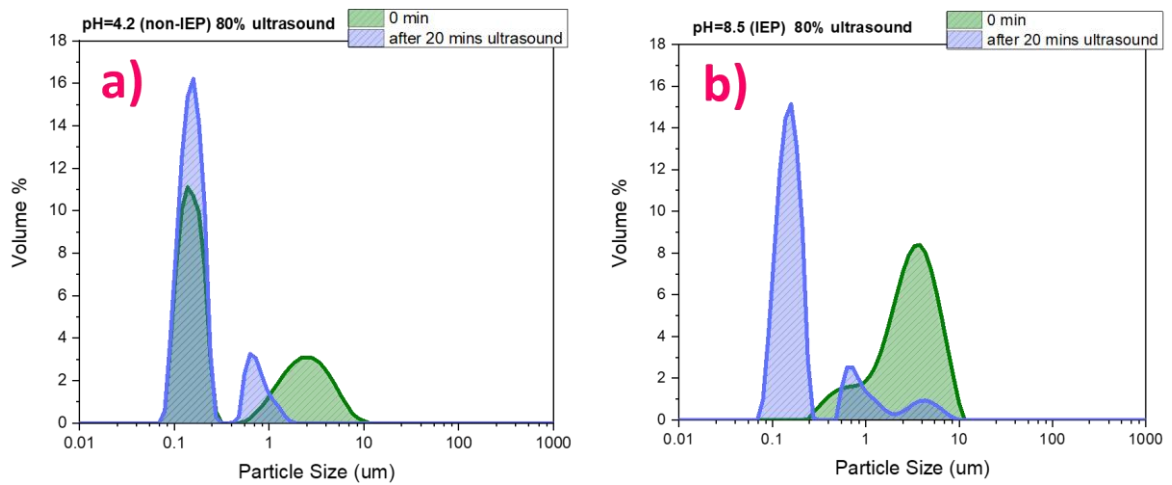 pH=4.2 (non-IEP) 80% ultrasound
0 min
after 20 mins ultrasound
a)
18
16
14
12
10
8
6
4
2
0
Volume %
0.01 0.1 1 10 100 1000
Particle Size (um)
pH=8.5 (IEP) 80% ultrasound
0 min
after 20 mins ultrasound
b)
18
16
14
12
10
8
6
4
2
0
Volume %
0.01 0.1 1 10 100 1000
Particle Size (um)